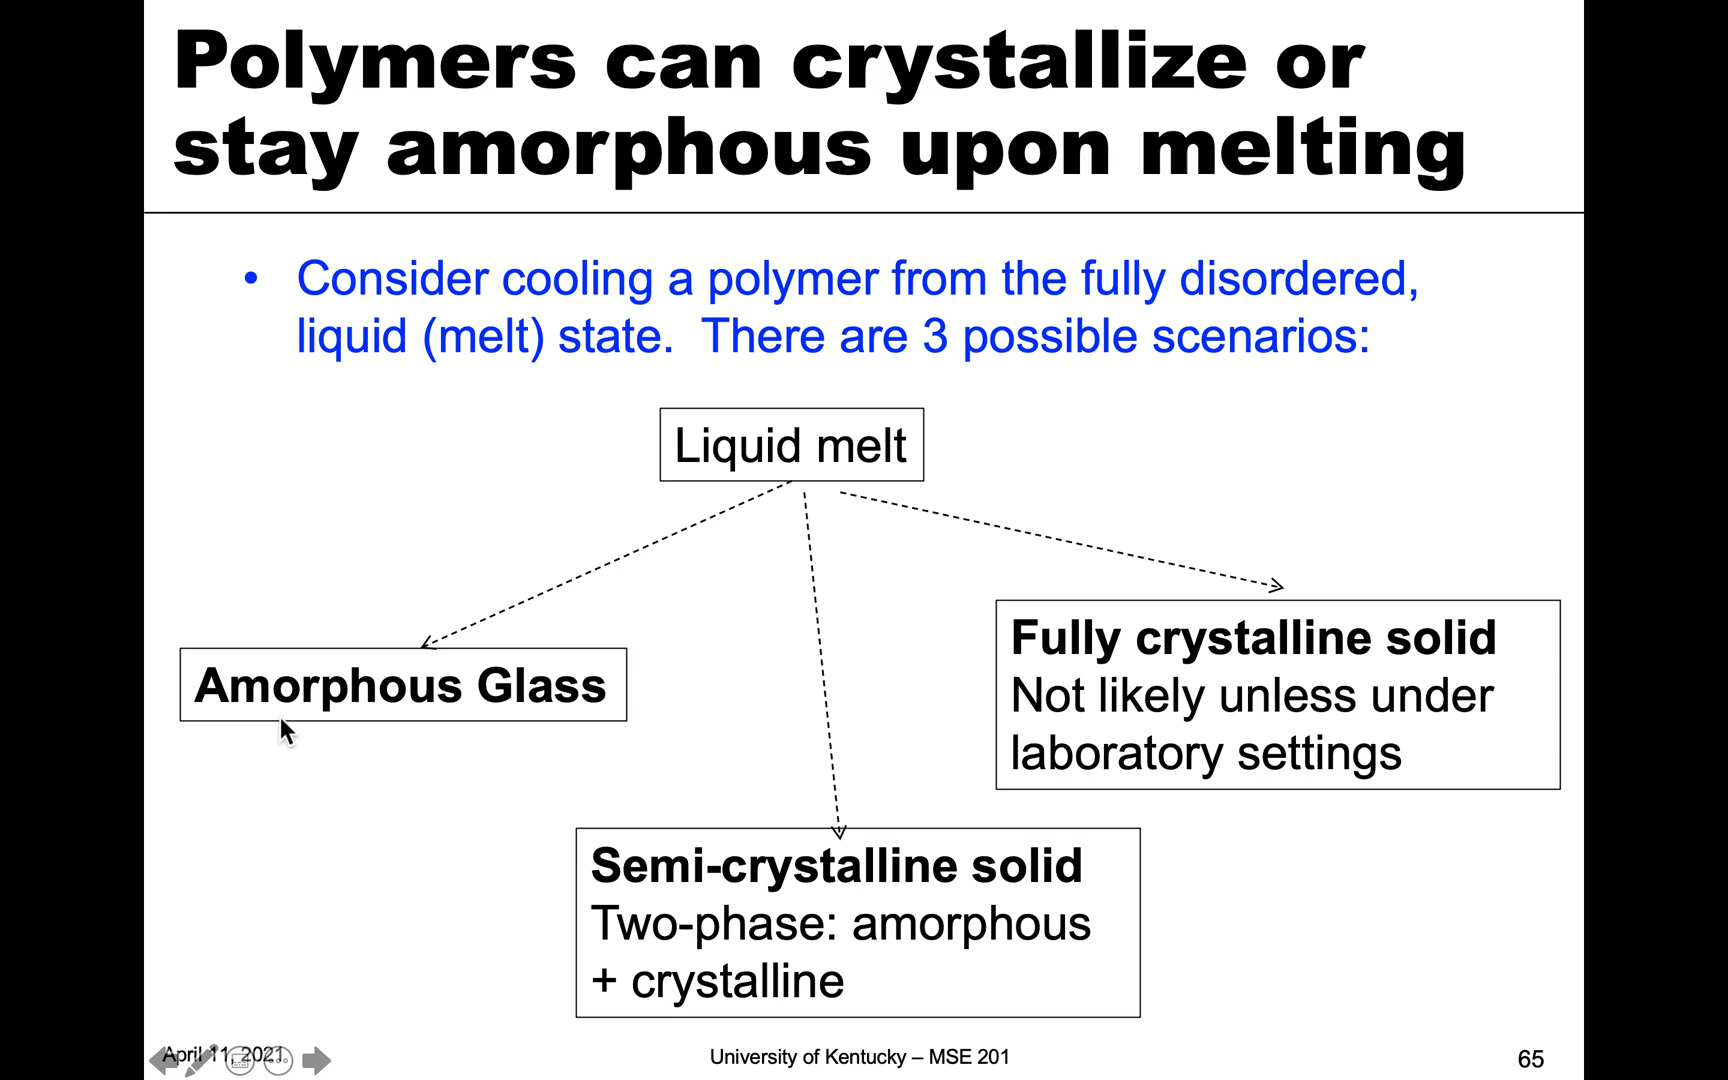 Polymers can crystallize or
stay amorphous upon melting
• Consider cooling a polymer from the fully disordered,
liquid (melt) state.  There are 3 possible scenarios:
Liquid melt
Amorphous Glass
Fully crystalline solid
Not likely unless under
laboratory settings
Semi-crystalline solid
Two-phase: amorphous
+ crystalline
April 11, 2021
University of Kentucky – MSE 201
65